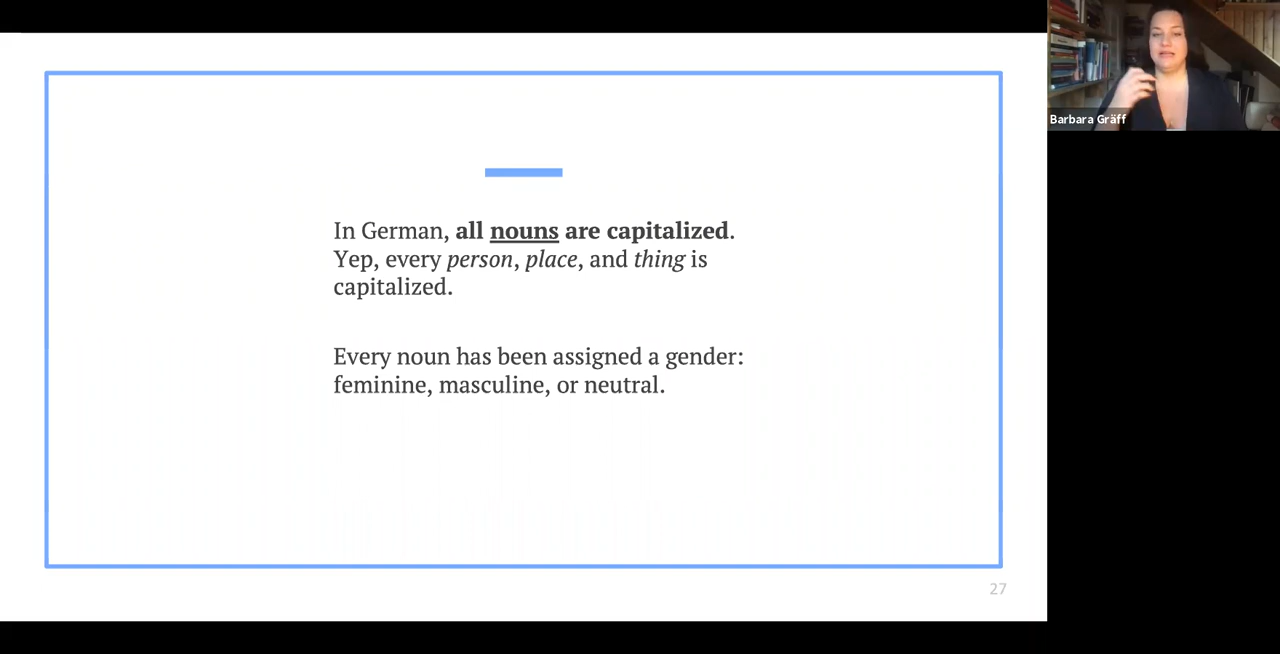 In German, all nouns are capitalized.
Yep, every person, place, and thing is
capitalized.
Every noun has been assigned a gender:
feminine, masculine, or neutral.
27
Barbara Gräff